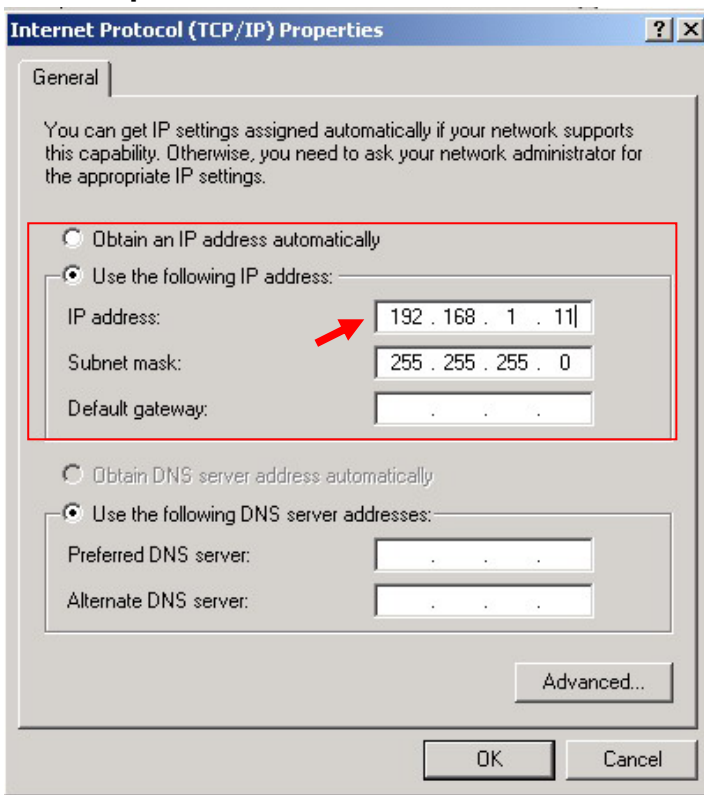 Internet Protocol (TCP/IP) Properties
General
You can get IP settings assigned automatically if your network supports
this capability. Otherwise, you need to ask your network administrator for
the appropriate IP settings.
Obtain an IP address automatically
Use the following IP address:
IP address: 192 . 168 . 1 . 11
Subnet mask: 255 . 255 . 255 . 0
Default gateway: . . .
Obtain DNS server address automatically
Use the following DNS server addresses:
Preferred DNS server: . . .
Alternate DNS server: . . .
Advanced...
OK Cancel